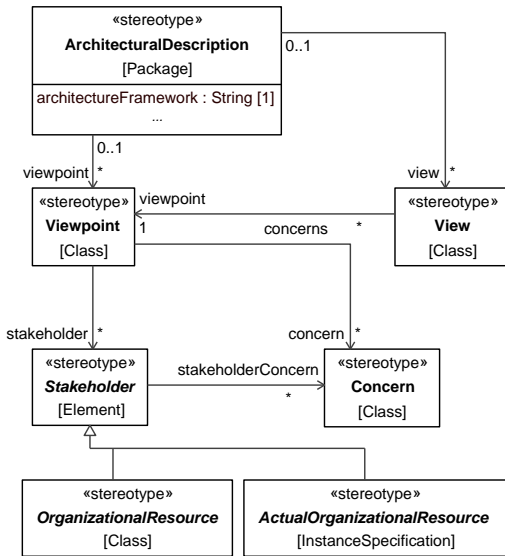 «stereotype»
ArchitecturalDescription
[Package]
architectureFramework : String [1]
...
0..1
0..1
viewpoint
*
view
*
«stereotype»
Viewpoint
[Class]
viewpoint
1
concerns
*
«stereotype»
View
[Class]
stakeholder
*
concern
*
«stereotype»
Stakeholder
[Element]
stakeholderConcern
*
«stereotype»
Concern
[Class]
«stereotype»
OrganizationalResource
[Class]
«stereotype»
ActualOrganizationalResource
[InstanceSpecification]